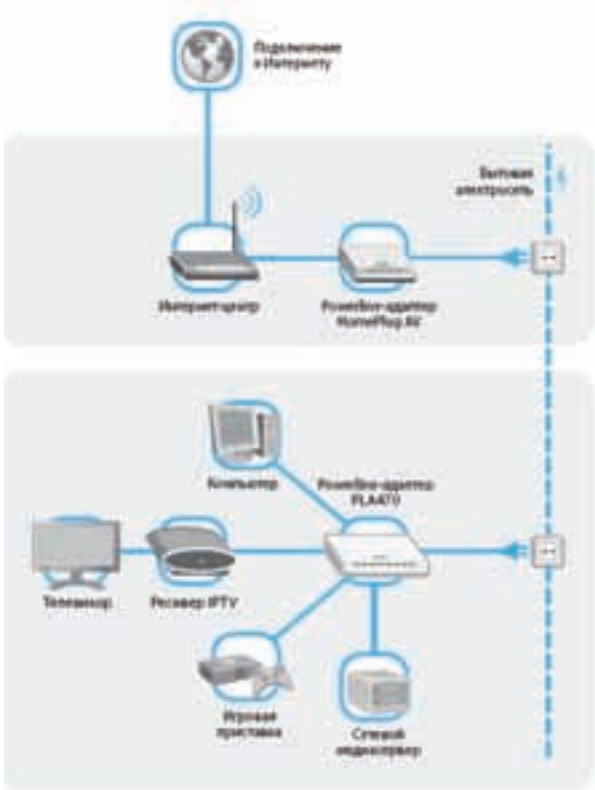 Подключение
к Интернету
Бытовая
электросеть
Интернет-центр
Powerline-адаптер
HomePlug AV
Компьютер
Powerline-адаптер
PLA470
Телевизор
Ресивер IPTV
Игровая
приставка
Сетевой
медиасервер